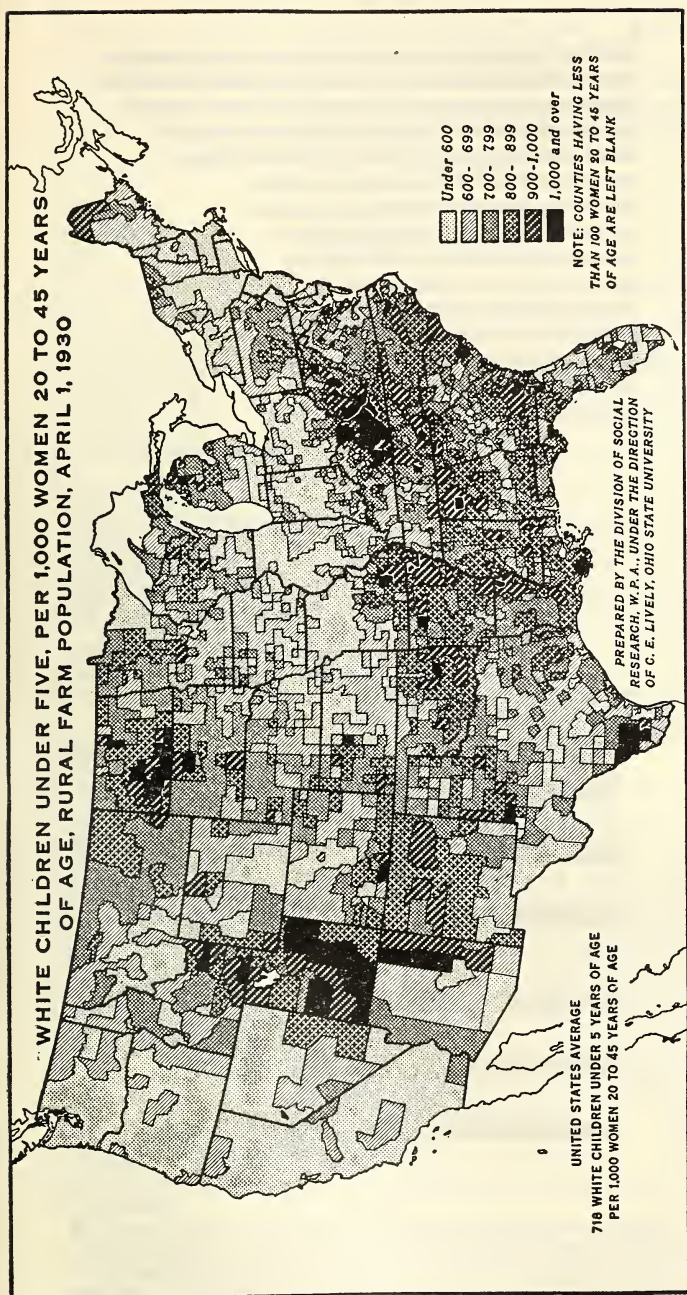 WHITE CHILDREN UNDER FIVE, PER 1,000 WOMEN 20 TO 45 YEARS
OF AGE, RURAL FARM POPULATION, APRIL 1, 1930
Under 600
600- 699
700- 799
800- 899
900-1,000
1,000 and over
NOTE: COUNTIES HAVING LESS
THAN 100 WOMEN 20 TO 45 YEARS
OF AGE ARE LEFT BLANK
PREPARED BY THE DIVISION OF SOCIAL
RESEARCH, W.P.A., UNDER THE DIRECTION
OF C. E. LIVELY, OHIO STATE UNIVERSITY
UNITED STATES AVERAGE
718 WHITE CHILDREN UNDER 5 YEARS OF AGE
PER 1,000 WOMEN 20 TO 45 YEARS OF AGE